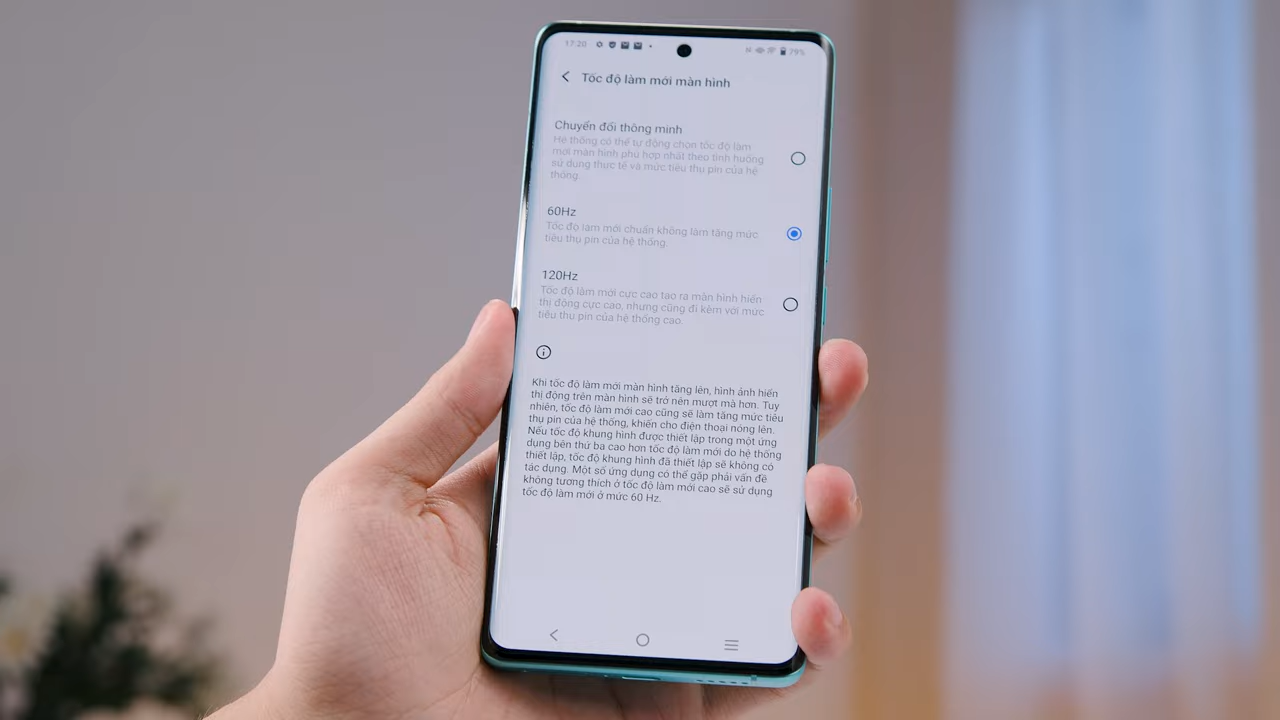 17:20
79%
Tốc độ làm mới màn hình
Chuyển đổi thông minh
Hệ thống có thể tự động chọn tốc độ làm
mới màn hình phù hợp nhất theo tình huống
sử dụng thực tế và mức tiêu thụ pin của hệ
thống.
60Hz
Tốc độ làm mới chuẩn không làm tăng mức
tiêu thụ pin của hệ thống.
120Hz
Tốc độ làm mới cực cao tạo ra màn hình hiển
thị động cực cao, nhưng cũng đi kèm với mức
tiêu thụ pin của hệ thống cao.
Khi tốc độ làm mới màn hình tăng lên, hình ảnh hiển
thị động trên màn hình sẽ trở nên mượt mà hơn. Tuy
nhiên, tốc độ làm mới cao cũng sẽ làm tăng mức tiêu
thụ pin của hệ thống, khiến cho điện thoại nóng lên.
Nếu tốc độ khung hình được thiết lập trong một ứng
dụng bên thứ ba cao hơn tốc độ làm mới do hệ thống
thiết lập, tốc độ khung hình đã thiết lập sẽ không có
tác dụng. Một số ứng dụng có thể gặp phải vấn đề
không tương thích ở tốc độ làm mới cao sẽ sử dụng
tốc độ làm mới ở mức 60 Hz.